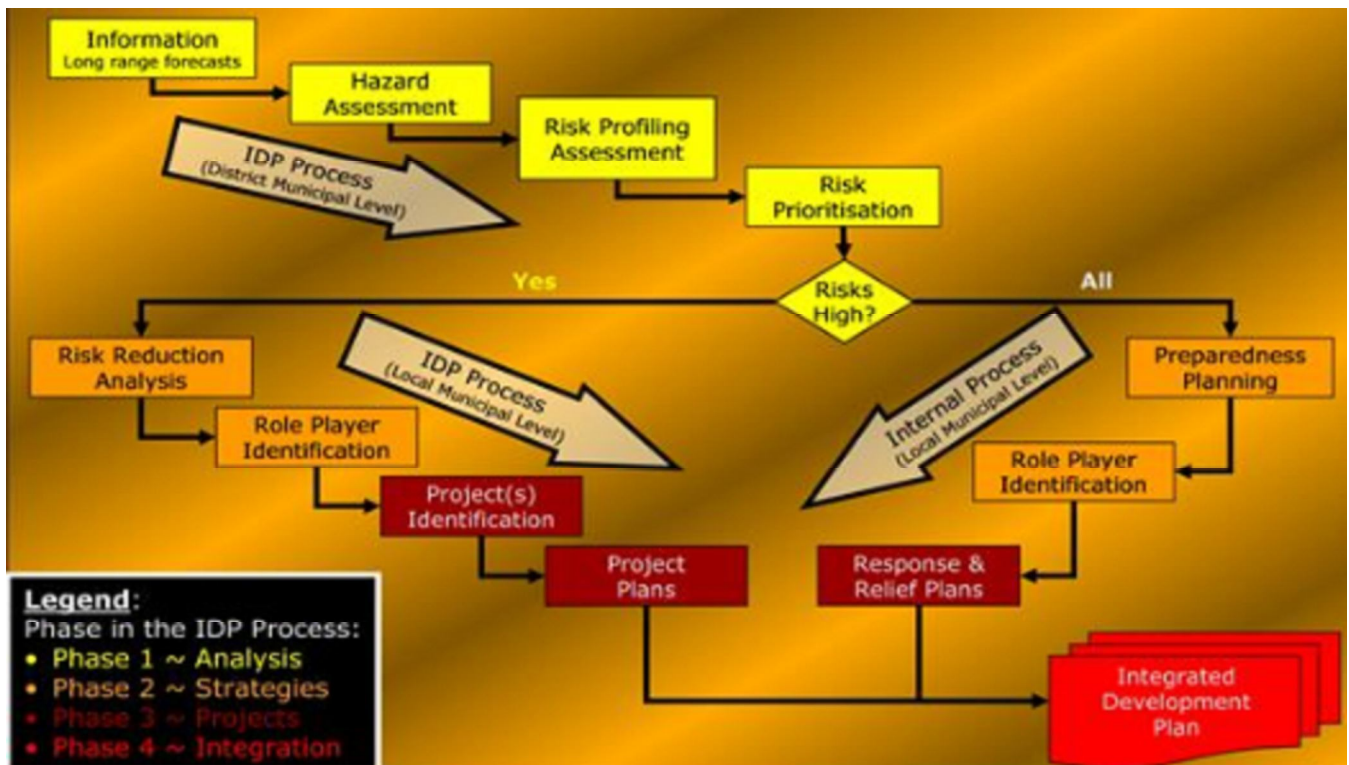 Information
Long range forecasts
Hazard
Assessment
Risk Profiling
Assessment
IDP Process
(District Municipal Level)
Risk
Prioritisation
Yes
Risks
High?
All
Risk Reduction
Analysis
IDP Process
(Local Municipal Level)
Internal Process
(Local Municipal Level)
Preparedness
Planning
Role Player
Identification
Role Player
Identification
Project(s)
Identification
Project
Plans
Response &
Relief Plans
Legend:
Phase in the IDP Process:
• Phase 1 ~ Analysis
• Phase 2 ~ Strategies
• Phase 3 ~ Projects
• Phase 4 ~ Integration
Integrated
Development
Plan